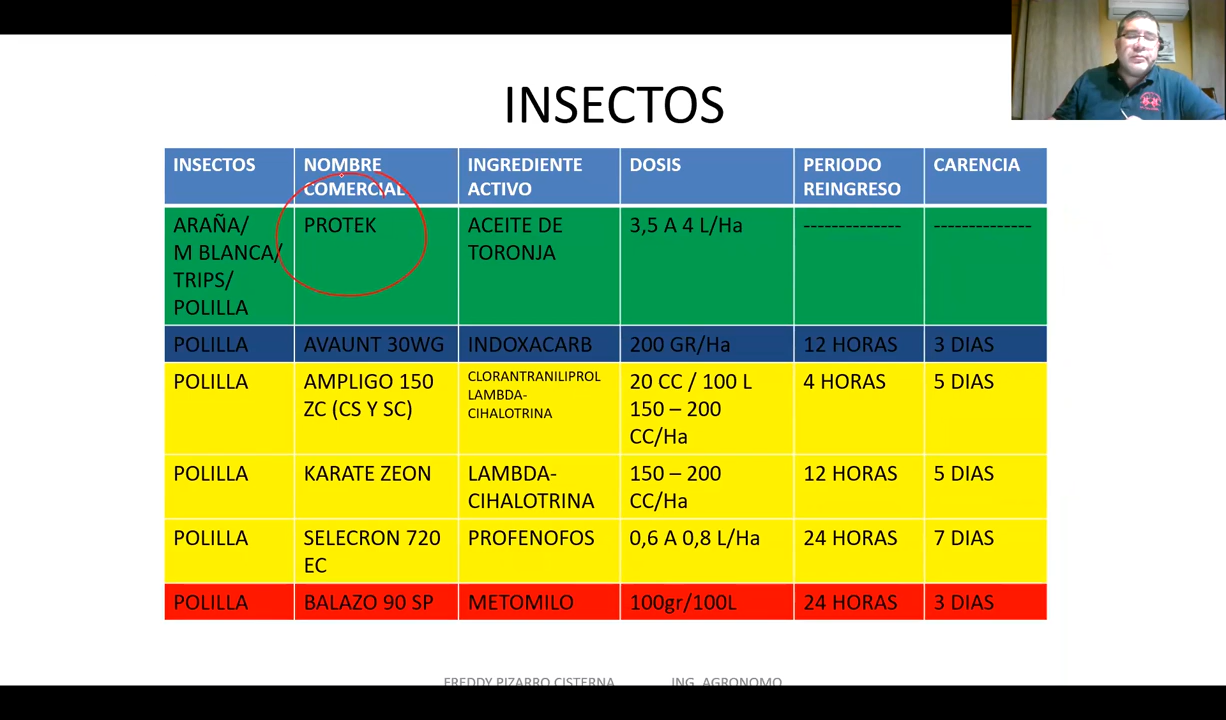 INSECTOS
INSECTOS
NOMBRE
COMERCIAL
INGREDIENTE
ACTIVO
DOSIS
PERIODO
REINGRESO
CARENCIA
ARAÑA/
M BLANCA/
TRIPS/
POLILLA
PROTEK
ACEITE DE
TORONJA
3,5 A 4 L/Ha
--------------
--------------
POLILLA
AVAUNT 30WG
INDOXACARB
200 GR/Ha
12 HORAS
3 DIAS
POLILLA
AMPLIGO 150
ZC (CS Y SC)
CLORANTRANILIPROL
LAMBDA-
CIHALOTRINA
20 CC / 100 L
150 – 200
CC/Ha
4 HORAS
5 DIAS
POLILLA
KARATE ZEON
LAMBDA-
CIHALOTRINA
150 – 200
CC/Ha
12 HORAS
5 DIAS
POLILLA
SELECRON 720
EC
PROFENOFOS
0,6 A 0,8 L/Ha
24 HORAS
7 DIAS
POLILLA
BALAZO 90 SP
METOMILO
100gr/100L
24 HORAS
3 DIAS
FREDDY PIZARRO CISTERNA ING. AGRONOMO